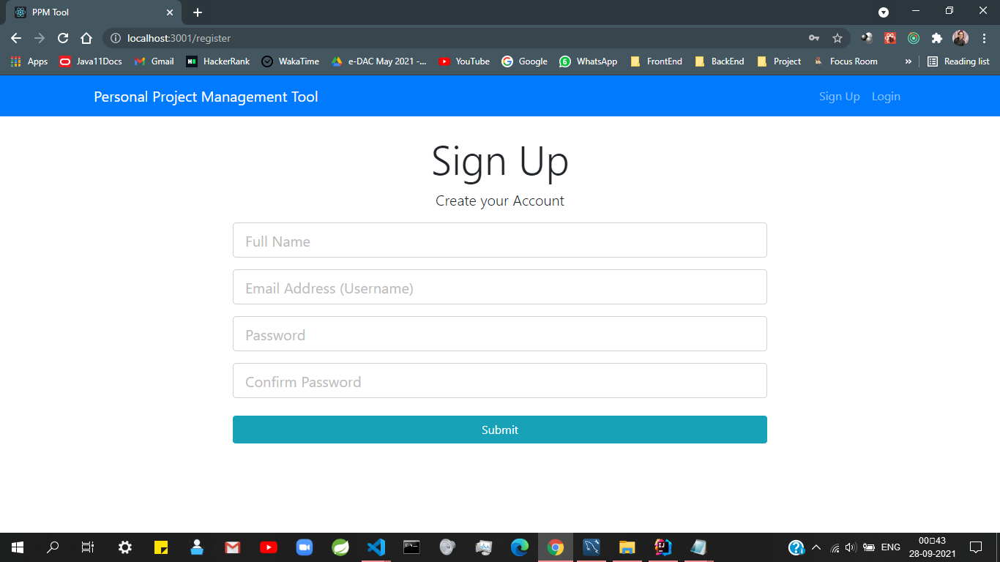 PPM Tool
localhost:3001/register
Apps Java11Docs Gmail HackerRank WakaTime e-DAC May 2021 -... YouTube Google WhatsApp FrontEnd BackEnd Project Focus Room » Reading list
Personal Project Management Tool Sign Up Login
Sign Up
Create your Account
Full Name
Email Address (Username)
Password
Confirm Password
Submit
ENG
00▯43
28-09-2021